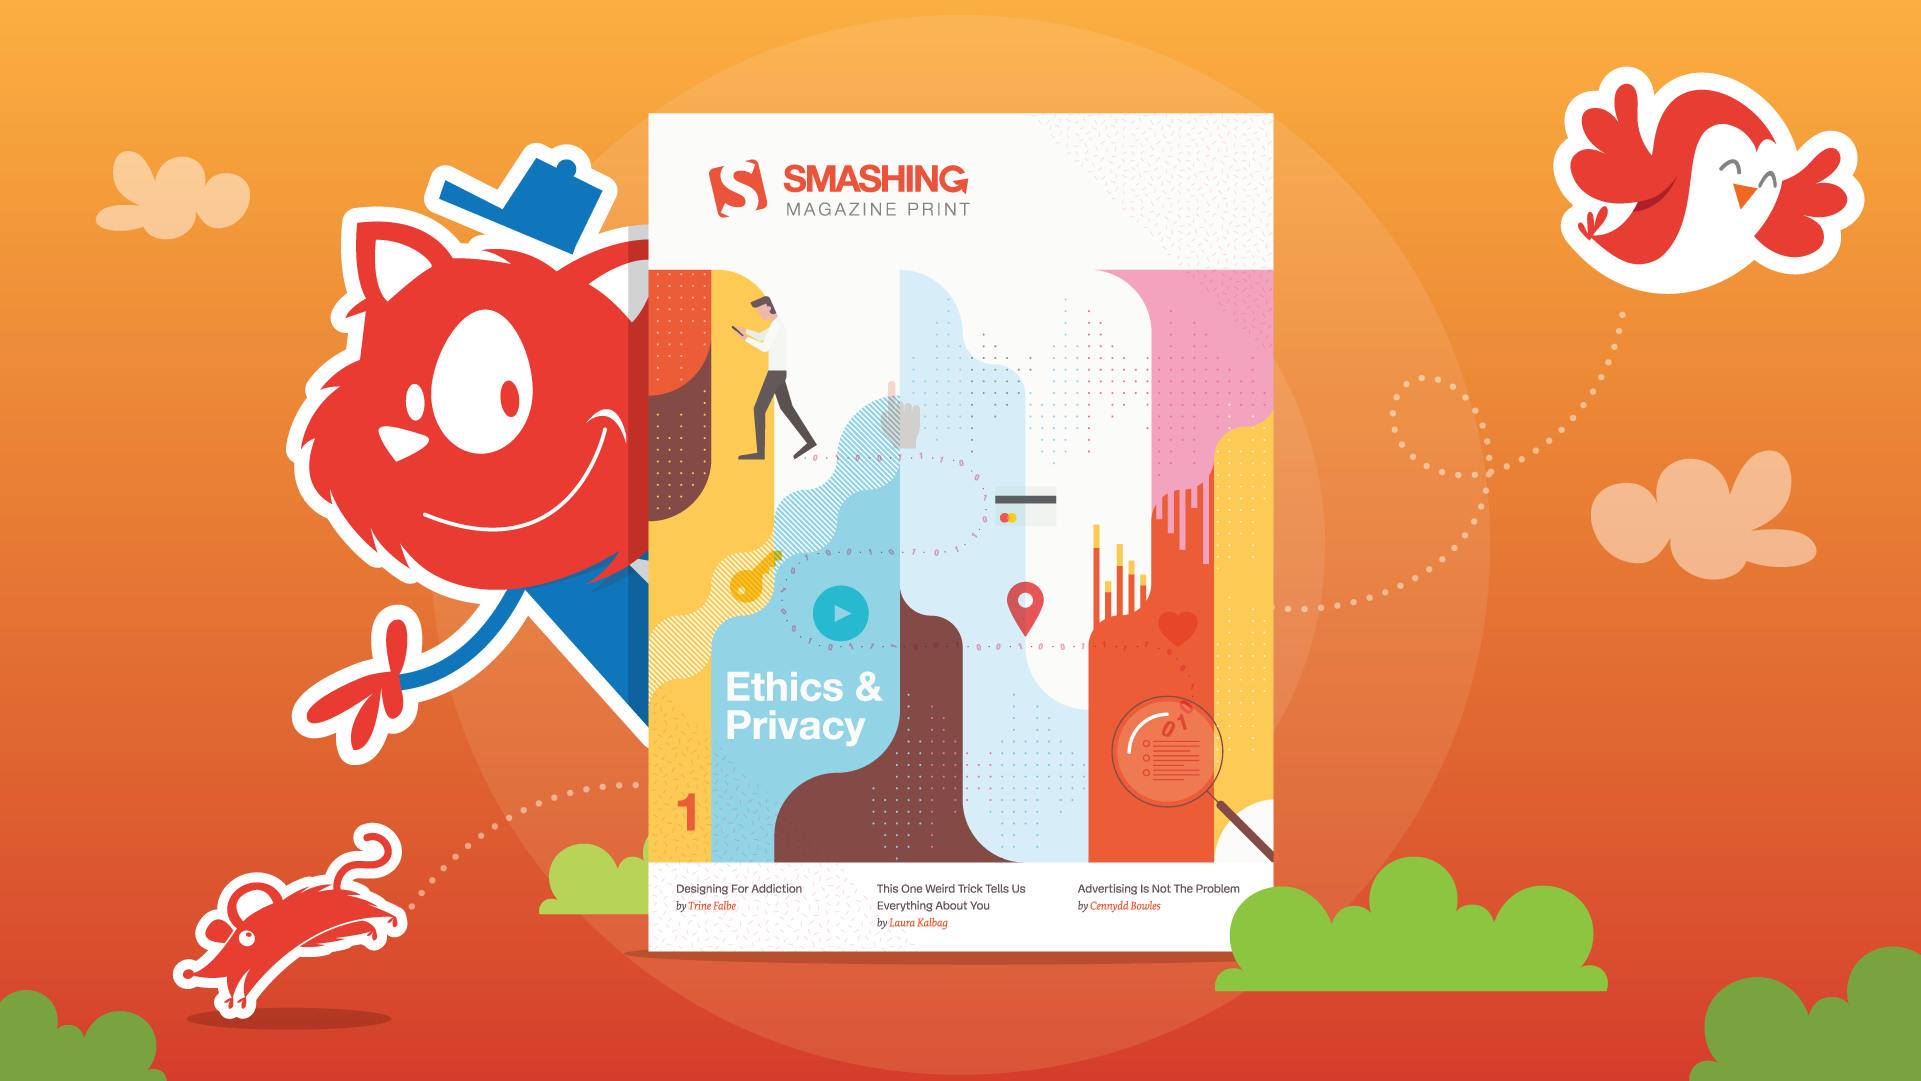 S SMASHING
MAGAZINE PRINT
Ethics &
Privacy
1
Designing For Addiction
by Trine Falbe
This One Weird Trick Tells Us
Everything About You
by Laura Kalbag
Advertising Is Not The Problem
by Cennydd Bowles